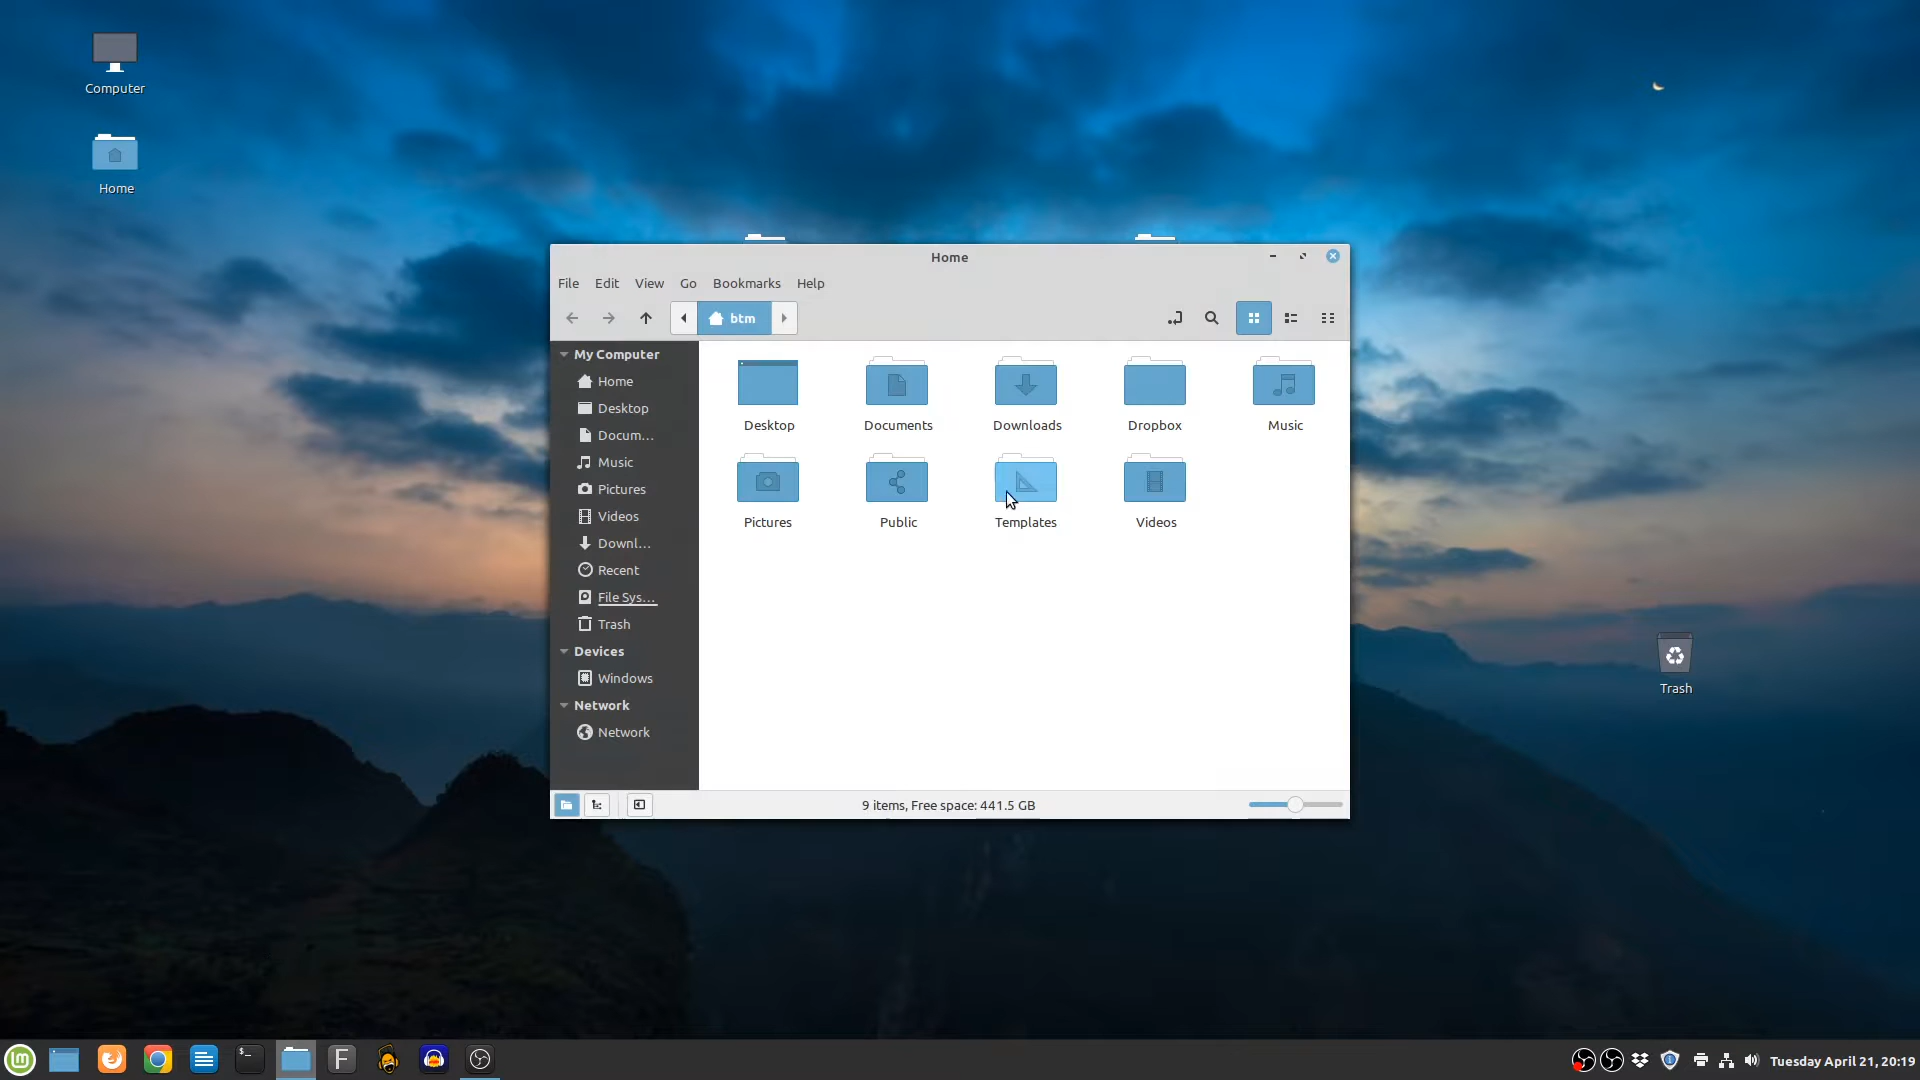 Computer
Home
Home
File Edit View Go Bookmarks Help
btm
My Computer
Home
Desktop
Docum...
Music
Pictures
Videos
Downl...
Recent
File Sys...
Trash
Devices
Windows
Network
Network
Desktop Documents Downloads Dropbox Music
Pictures Public Templates Videos
9 items, Free space: 441.5 GB
Trash
lm
F
Tuesday April 21, 20:19